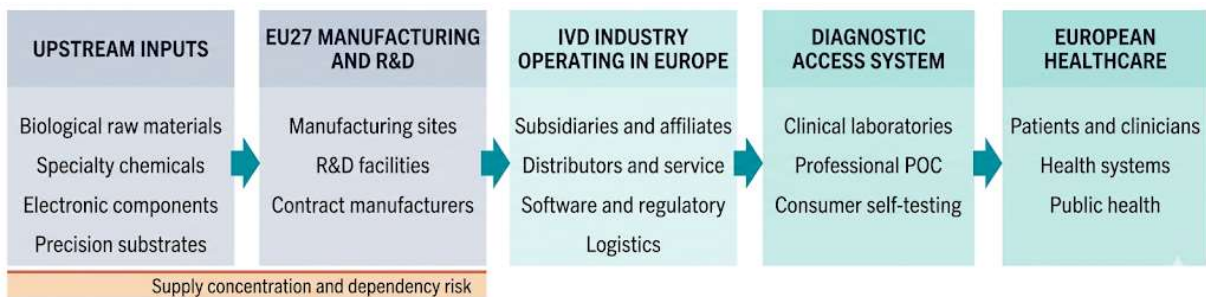 UPSTREAM INPUTS
Biological raw materials
Specialty chemicals
Electronic components
Precision substrates
EU27 MANUFACTURING
AND R&D
Manufacturing sites
R&D facilities
Contract manufacturers
IVD INDUSTRY
OPERATING IN EUROPE
Subsidiaries and affiliates
Distributors and service
Software and regulatory
Logistics
DIAGNOSTIC
ACCESS SYSTEM
Clinical laboratories
Professional POC
Consumer self-testing
EUROPEAN
HEALTHCARE
Patients and clinicians
Health systems
Public health
Supply concentration and dependency risk